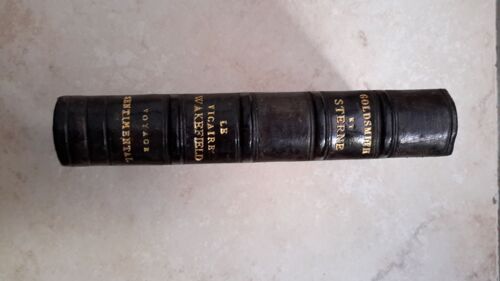 GOLDSMITH
ET
STERNE
LE
VICAIRE
WAKEFIELD
VOYAGE
SENTIMENTAL